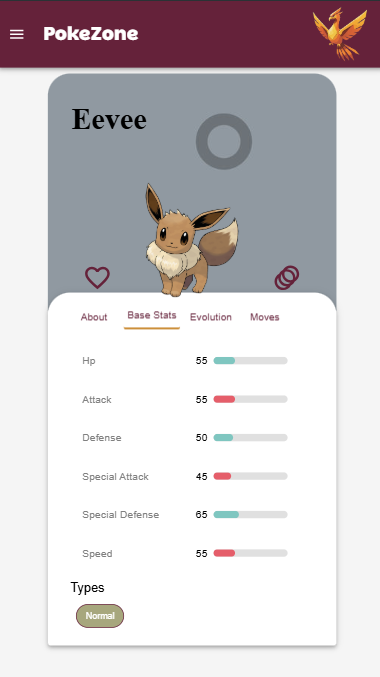 PokeZone
Eevee
About Base Stats Evolution Moves
Hp 55
Attack 55
Defense 50
Special Attack 45
Special Defense 65
Speed 55
Types
Normal